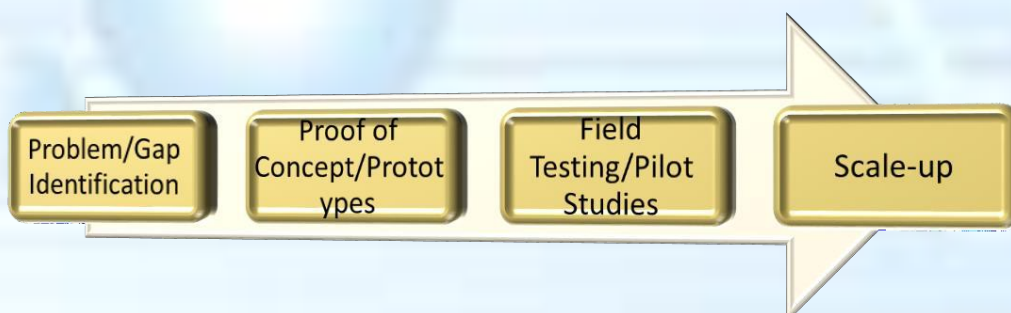 Problem/Gap
Identification
Proof of
Concept/Protot
ypes
Field
Testing/Pilot
Studies
Scale-up